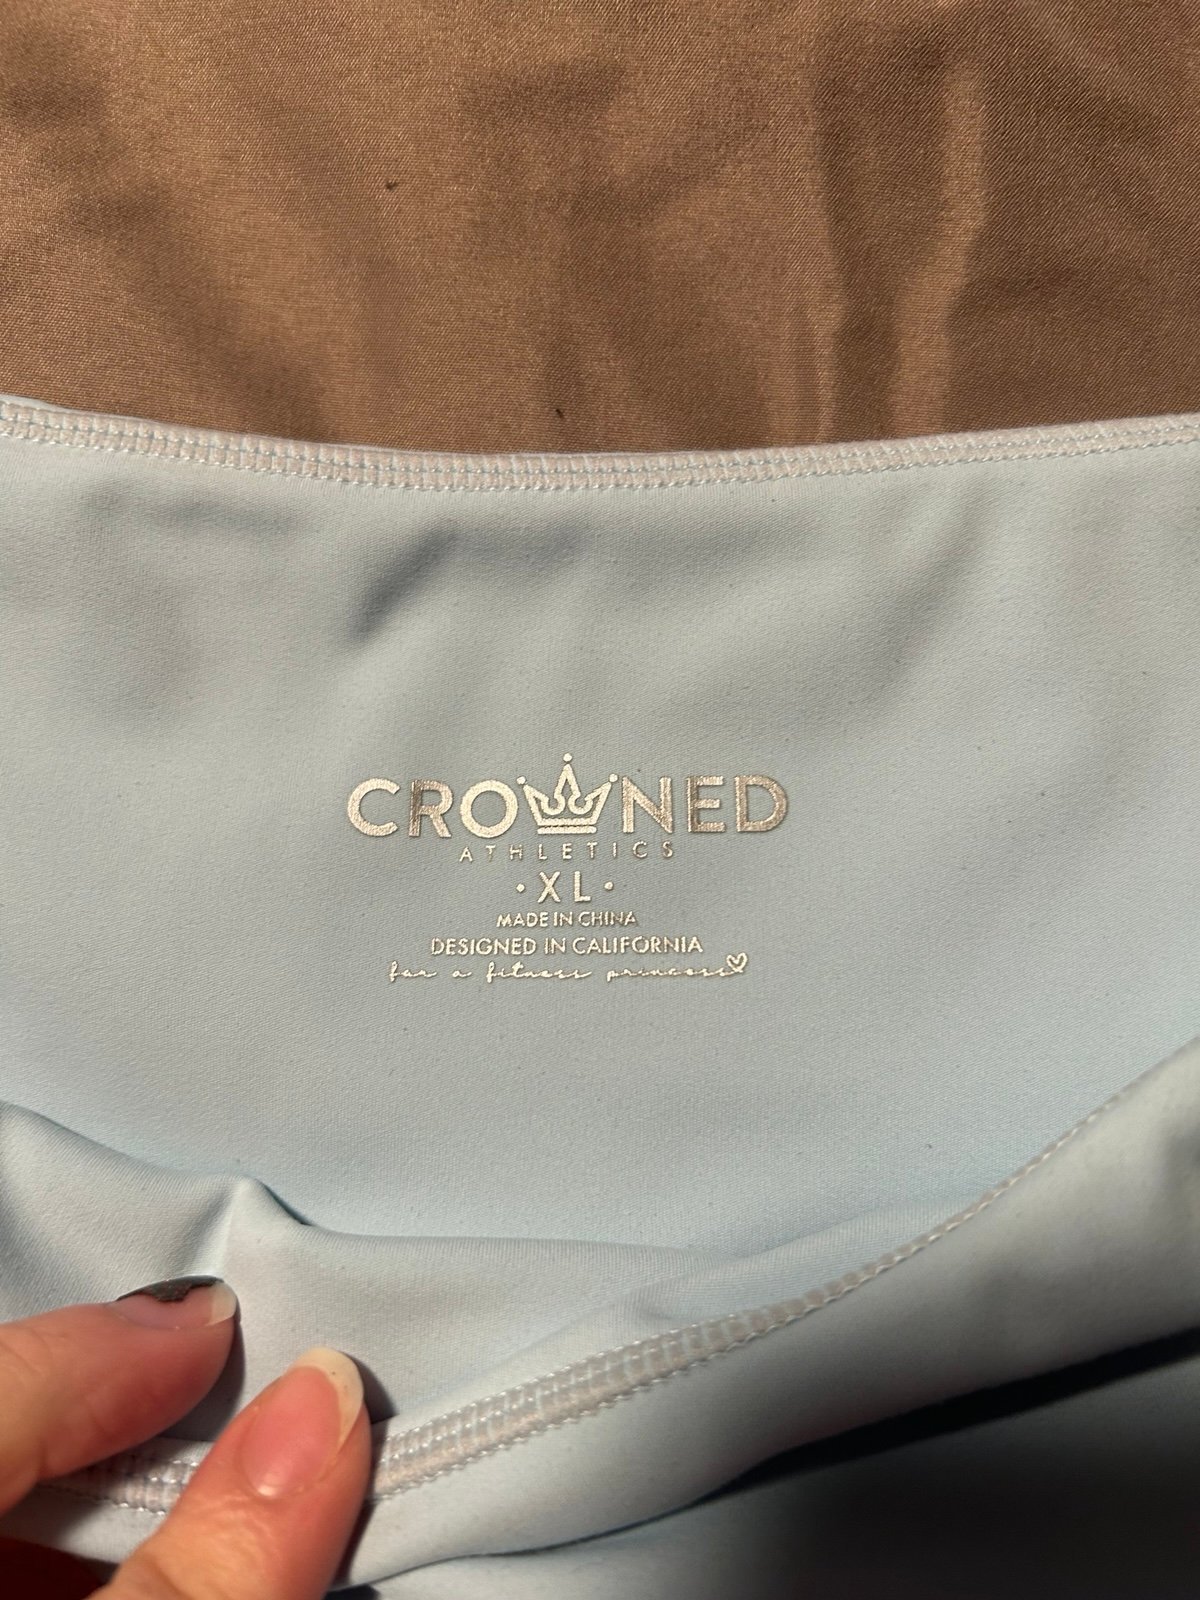 CROWNED
ATHLETICS
• XL •
MADE IN CHINA
DESIGNED IN CALIFORNIA
for a fitness princess